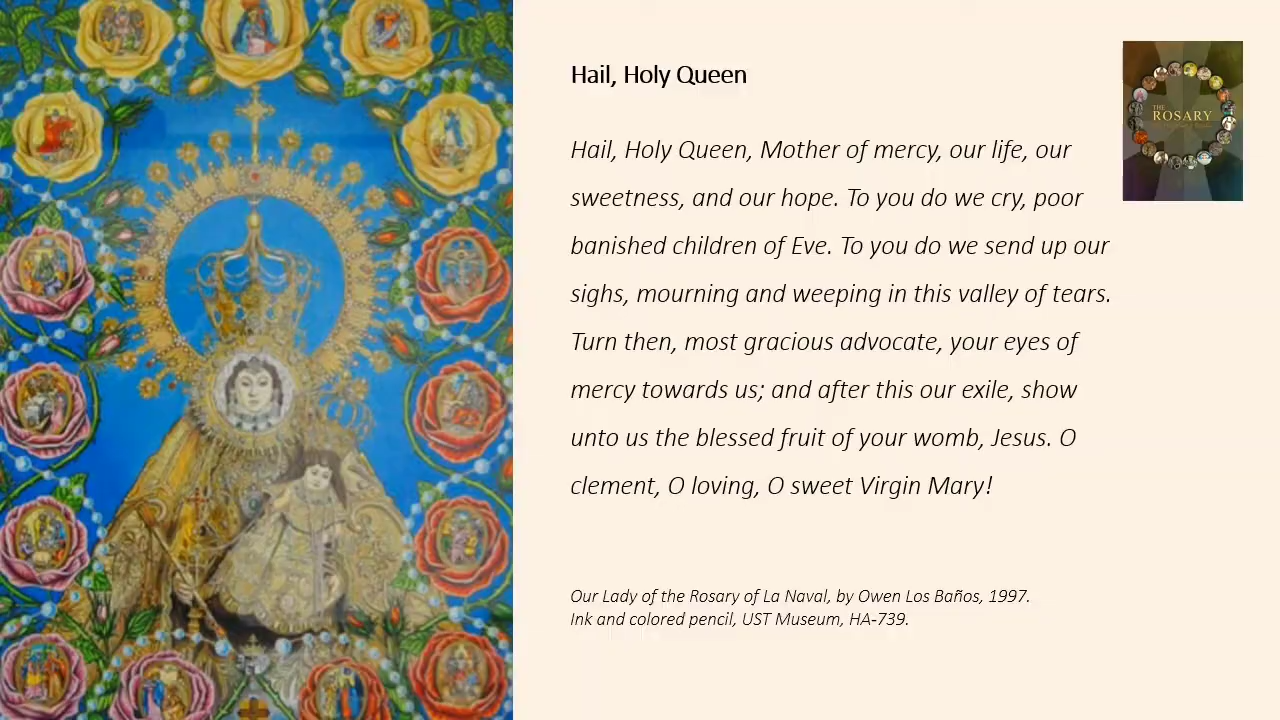 Hail, Holy Queen
THE
ROSARY
Hail, Holy Queen, Mother of mercy, our life, our
sweetness, and our hope. To you do we cry, poor
banished children of Eve. To you do we send up our
sighs, mourning and weeping in this valley of tears.
Turn then, most gracious advocate, your eyes of
mercy towards us; and after this our exile, show
unto us the blessed fruit of your womb, Jesus. O
clement, O loving, O sweet Virgin Mary!
Our Lady of the Rosary of La Naval, by Owen Los Baños, 1997.
Ink and colored pencil, UST Museum, HA-739.